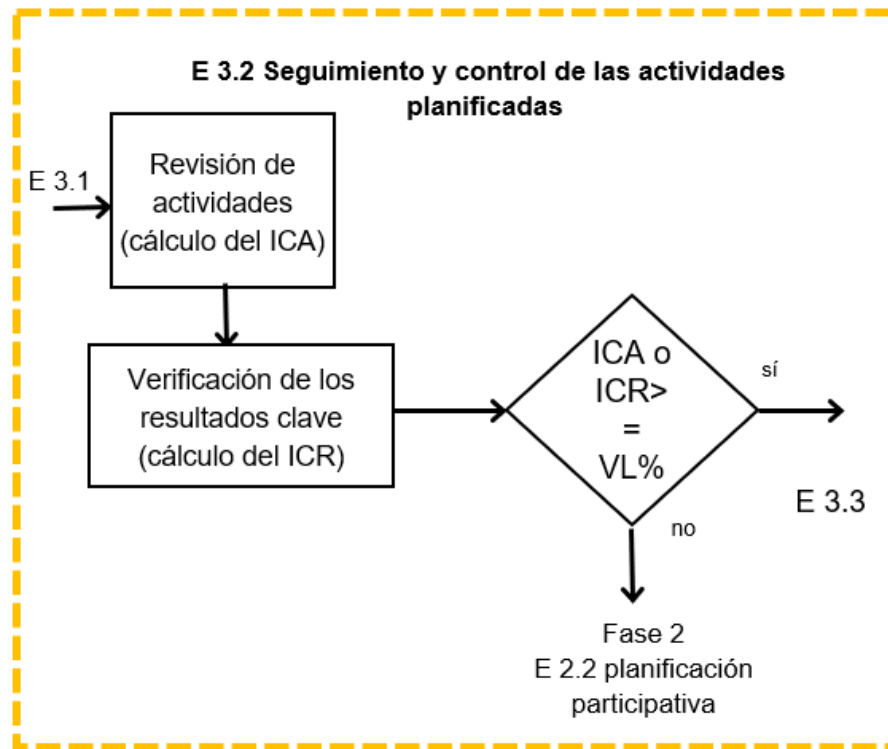 E 3.2 Seguimiento y control de las actividades
planificadas
E 3.1
Revisión de
actividades
(cálculo del ICA)
Verificación de los
resultados clave
(cálculo del ICR)
ICA o
ICR>
=
VL%
sí
E 3.3
no
Fase 2
E 2.2 planificación
participativa